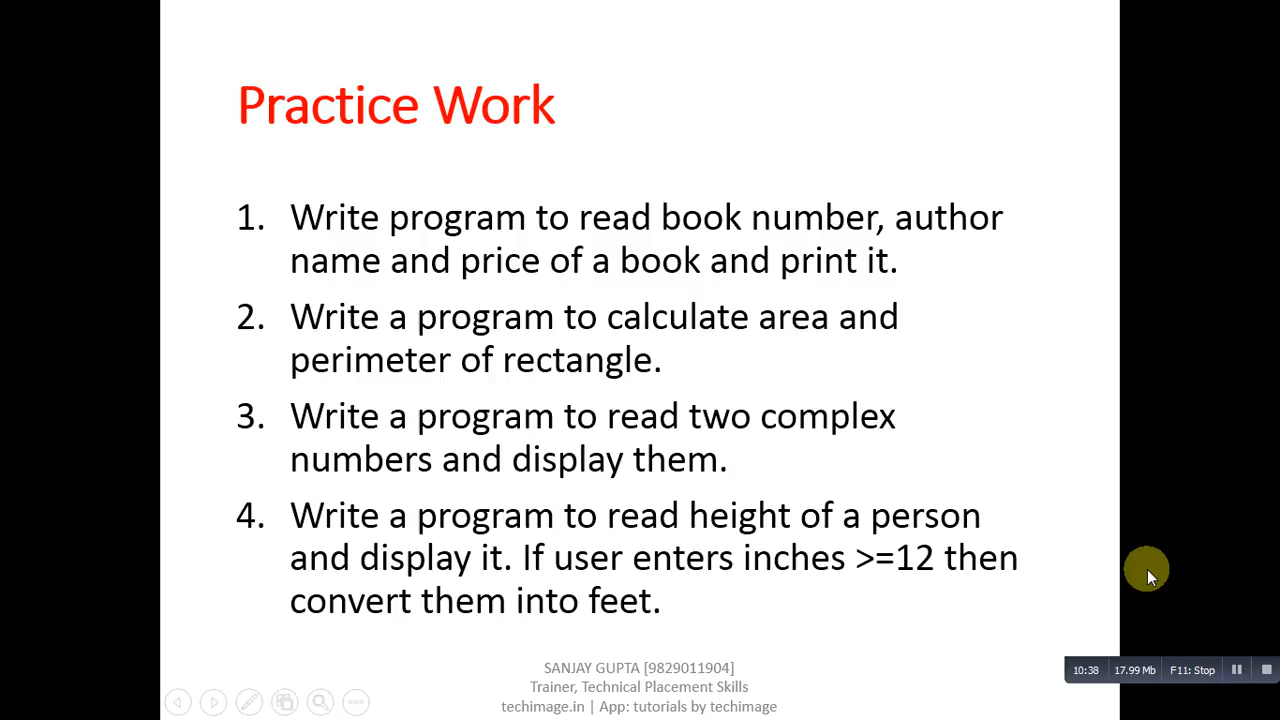 Practice Work
1. Write program to read book number, author
name and price of a book and print it.
2. Write a program to calculate area and
perimeter of rectangle.
3. Write a program to read two complex
numbers and display them.
4. Write a program to read height of a person
and display it. If user enters inches >=12 then
convert them into feet.
SANJAY GUPTA [9829011904]
Trainer, Technical Placement Skills
techimage.in | App: tutorials by techimage
10:38 17.99 Mb F11: Stop